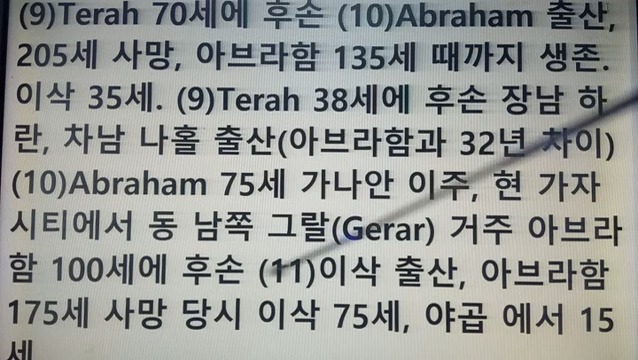 (9)Terah 70세에 후손 (10)Abraham 출산,
205세 사망, 아브라함 135세 때까지 생존.
이삭 35세. (9)Terah 38세에 후손 장남 하
란, 차남 나홀 출산(아브라함과 32년 차이)
(10)Abraham 75세 가나안 이주, 현 가자
시티에서 동 남쪽 그랄(Gerar) 거주 아브라
함 100세에 후손 (11)이삭 출산, 아브라함
175세 사망 당시 이삭 75세, 야곱 에서 15
세